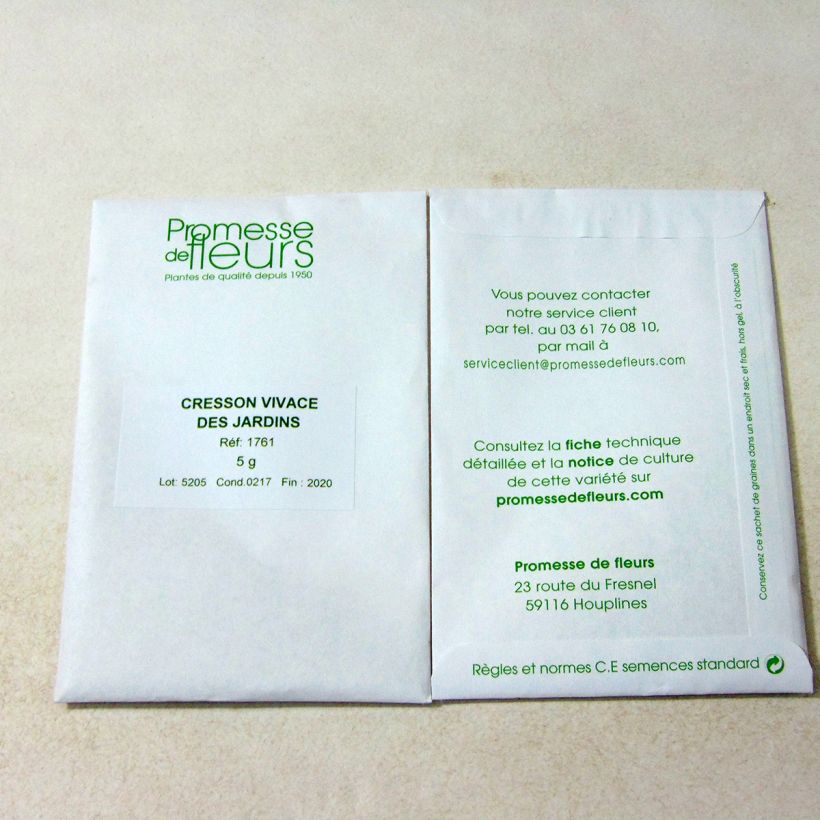 Promesse
de fleurs
Plantes de qualité depuis 1950
CRESSON VIVACE
DES JARDINS
Réf: 1761
5 g
Lot: 5205 Cond.0217 Fin : 2020
Vous pouvez contacter
notre service client
par tel. au 03 61 76 08 10,
par mail à
serviceclient@promessedefleurs.com
Consultez la fiche technique
détaillée et la notice de culture
de cette variété sur
promessedefleurs.com
Promesse de fleurs
23 route du Fresnel
59116 Houplines
Règles et normes C.E semences standard
Conservez ce sachet de graines dans un endroit sec et frais, hors gel, à l'obscurité